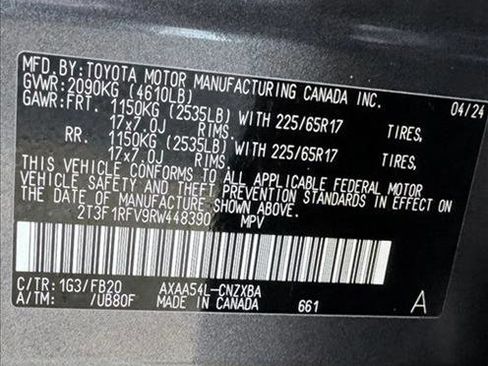 MFD.BY:TOYOTA MOTOR MANUFACTURING CANADA INC.
GVWR:2090KG (4610LB) 04/24
GAWR:FRT. 1150KG (2535LB) WITH 225/65R17 TIRES,
17x7.0J RIMS.
RR. 1150KG (2535LB) WITH 225/65R17 TIRES,
17x7.0J RIMS.
THIS VEHICLE CONFORMS TO ALL APPLICABLE FEDERAL MOTOR
VEHICLE SAFETY AND THEFT PREVENTION STANDARDS IN EFFECT ON
THE DATE OF MANUFACTURE SHOWN ABOVE.
2T3F1RFV9RW448390 MPV
C/TR:1G3/FB20 AXAA54L-CNZXBA
A/TM: /UB80F MADE IN CANADA 661 A